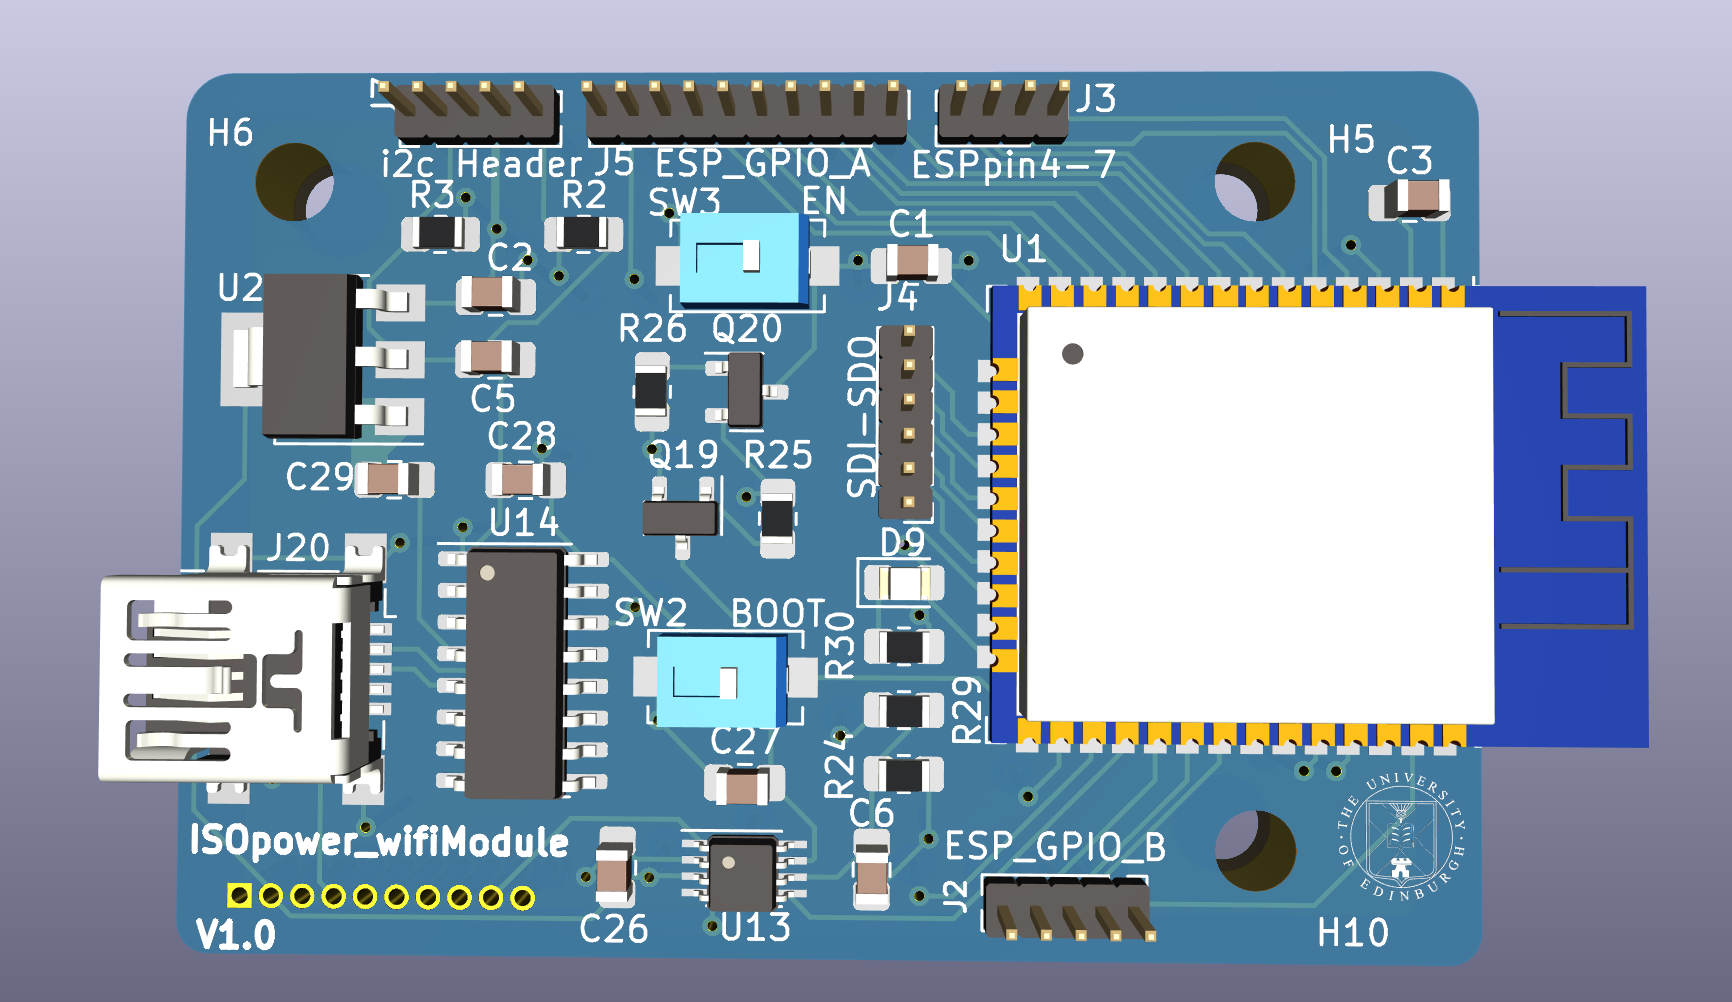 J7
J3
H6
H5
i2c_Header
J5
ESP_GPIO_A
ESPpin4-7
C3
R3
R2
SW3
EN
C1
U1
C2
U2
J4
R26
Q20
SDI-SDO
C5
C28
Q19
R25
C29
U14
D9
J20
SW2
BOOT
R30
R29
C27
R24
C6
THE UNIVERSITY OF EDINBURGH
ISOpower_wifiModule
ESP_GPIO_B
J2
V1.0
C26
U13
H10